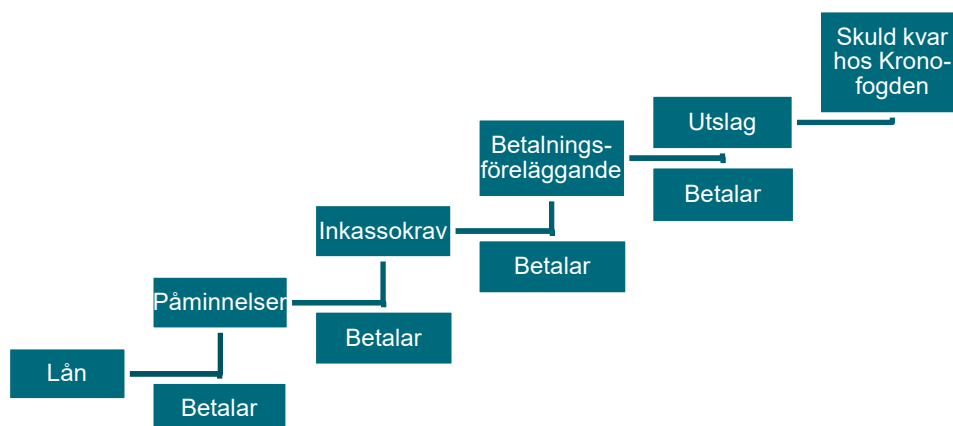 Lån
Betalar
Påminnelser
Betalar
Inkassokrav
Betalar
Betalnings-
föreläggande
Betalar
Utslag
Skuld kvar
hos Krono-
fogden